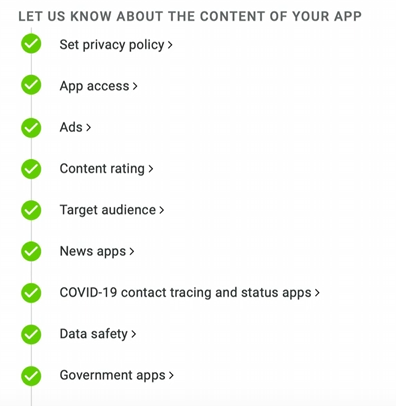 LET US KNOW ABOUT THE CONTENT OF YOUR APP
Set privacy policy >
App access >
Ads >
Content rating >
Target audience >
News apps >
COVID-19 contact tracing and status apps >
Data safety >
Government apps >